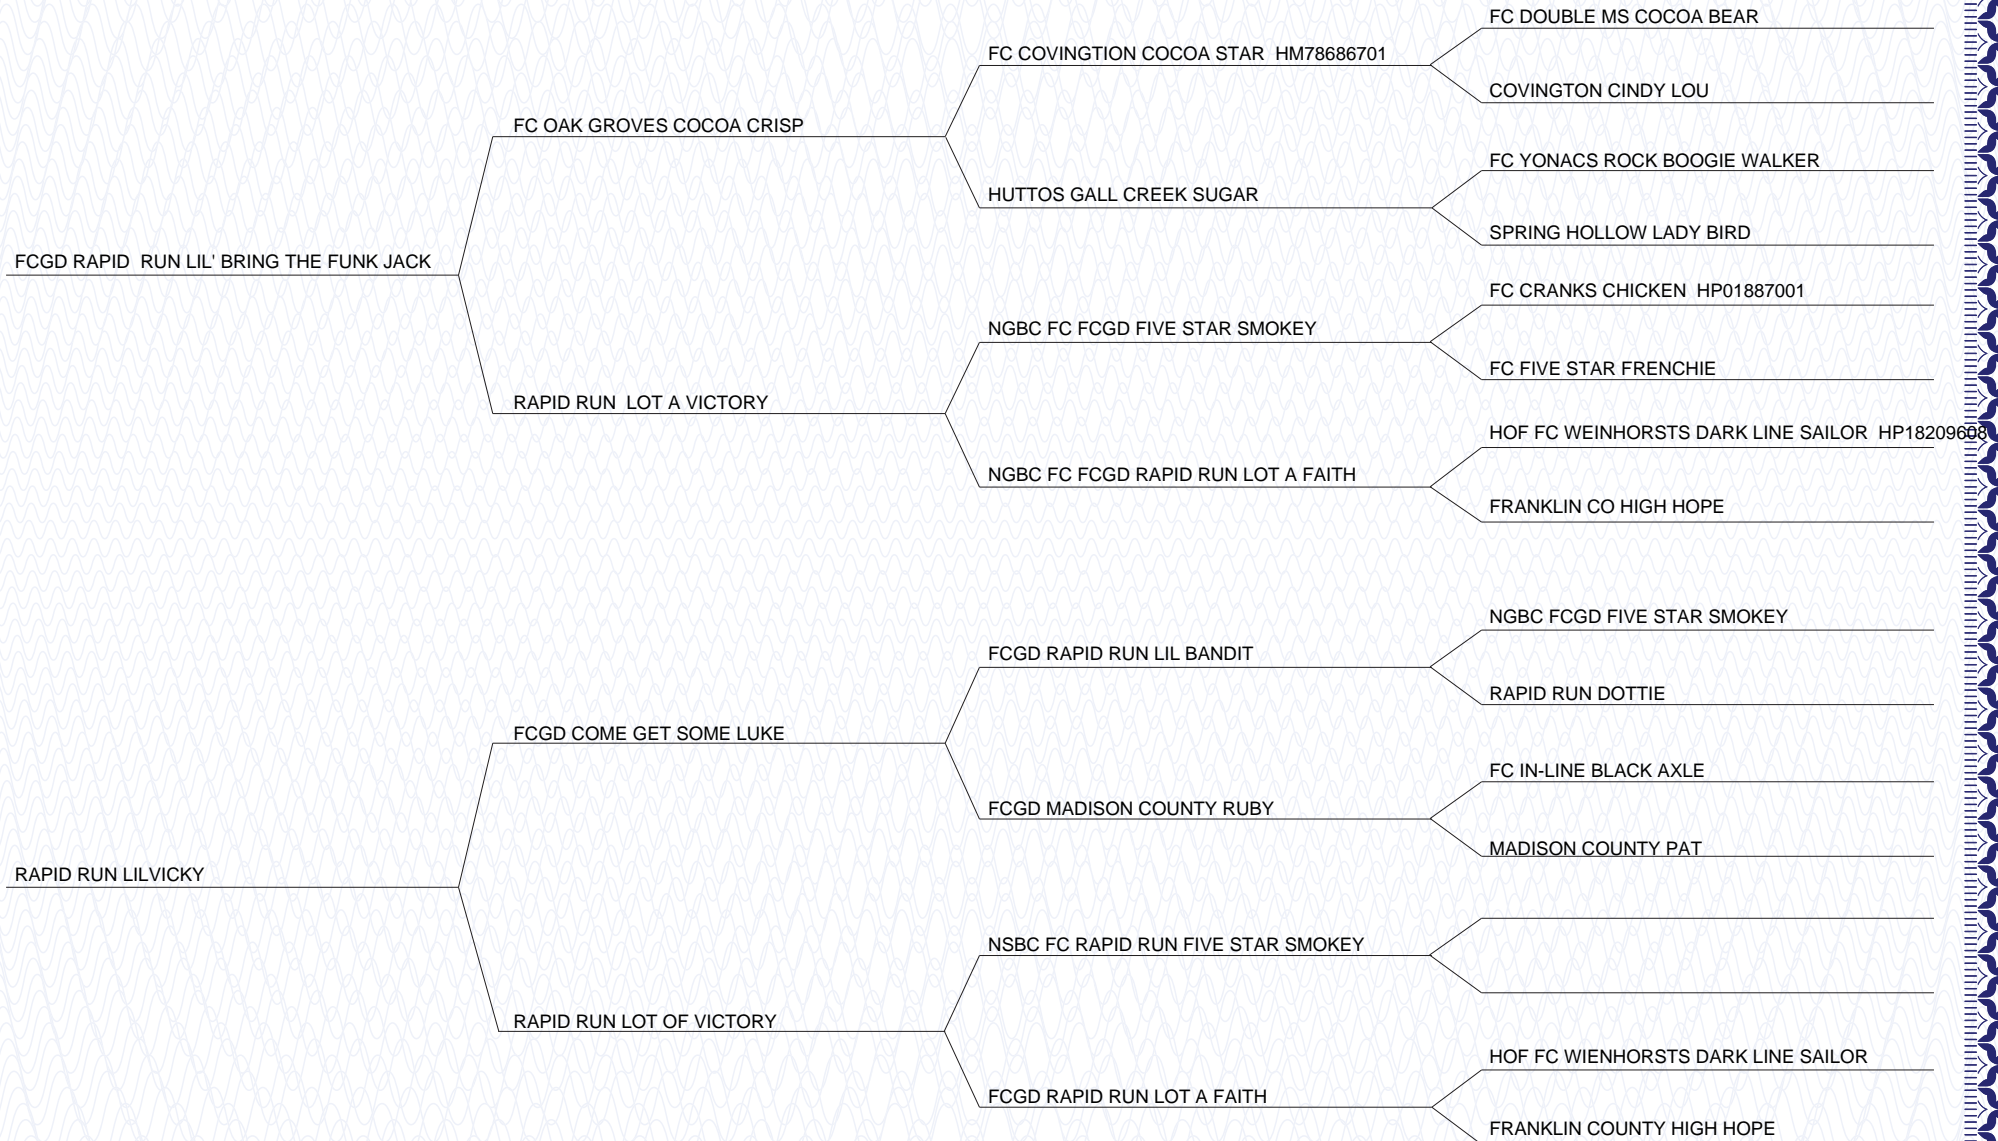 FC DOUBLE MS COCOA BEAR
FC COVINGTION COCOA STAR HM78686701
COVINGTON CINDY LOU
FC OAK GROVES COCOA CRISP
FC YONACS ROCK BOOGIE WALKER
HUTTOS GALL CREEK SUGAR
SPRING HOLLOW LADY BIRD
FCGD RAPID RUN LIL' BRING THE FUNK JACK
FC CRANKS CHICKEN HP01887001
NGBC FC FCGD FIVE STAR SMOKEY
FC FIVE STAR FRENCHIE
RAPID RUN LOT A VICTORY
HOF FC WEINHORSTS DARK LINE SAILOR HP18209608
NGBC FC FCGD RAPID RUN LOT A FAITH
FRANKLIN CO HIGH HOPE
NGBC FCGD FIVE STAR SMOKEY
FCGD RAPID RUN LIL BANDIT
RAPID RUN DOTTIE
FCGD COME GET SOME LUKE
FC IN-LINE BLACK AXLE
FCGD MADISON COUNTY RUBY
MADISON COUNTY PAT
RAPID RUN LILVICKY
NSBC FC RAPID RUN FIVE STAR SMOKEY
RAPID RUN LOT OF VICTORY
HOF FC WIENHORSTS DARK LINE SAILOR
FCGD RAPID RUN LOT A FAITH
FRANKLIN COUNTY HIGH HOPE